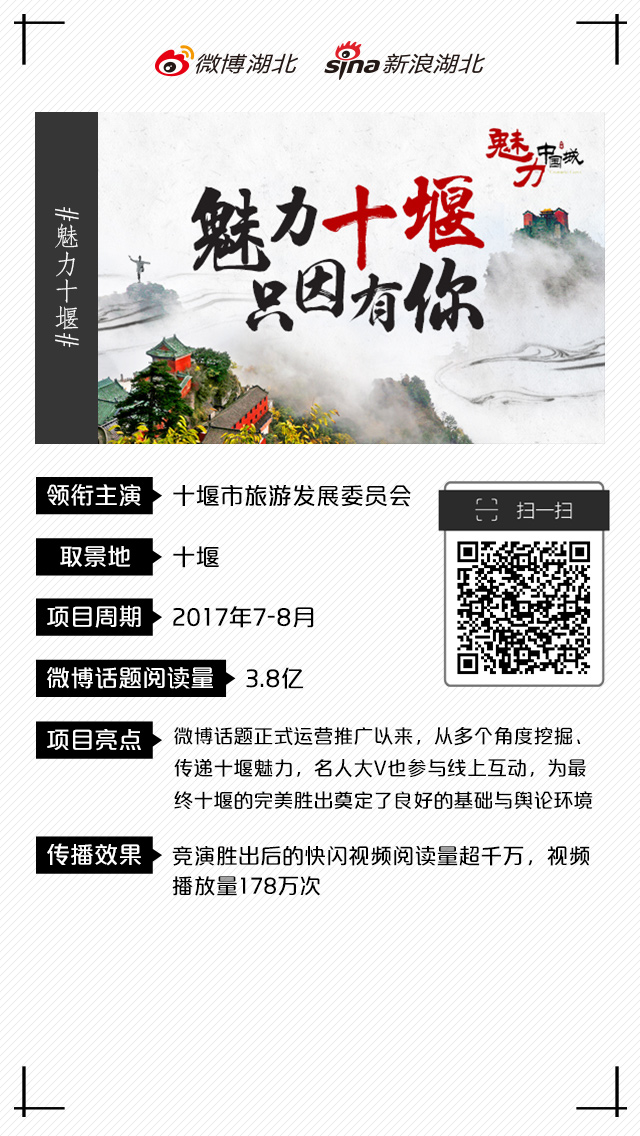 微博湖北
sina新浪湖北
#魅力十堰#
魅力中国城
魅力十堰
只因有你
领衔主演
十堰市旅游发展委员会
扫一扫
取景地
十堰
项目周期
2017年7-8月
微博话题阅读量
3.8亿
项目亮点
微博话题正式运营推广以来，从多个角度挖掘、
传递十堰魅力，名人大V也参与线上互动，为最
终十堰的完美胜出奠定了良好的基础与舆论环境
传播效果
竞演胜出后的快闪视频阅读量超千万，视频
播放量178万次